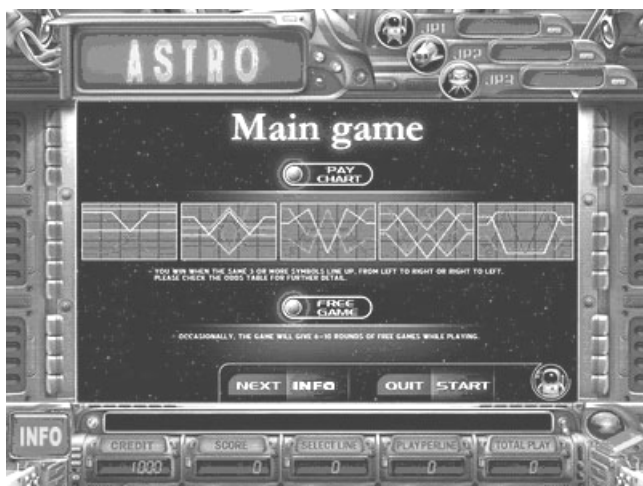 ASTRO
JP1
JP2
JP3
Main game
PAY
CHART
YOU WIN WHEN THE SAME 3 OR MORE SYMBOLS LINE UP, FROM LEFT TO RIGHT OR RIGHT TO LEFT.
PLEASE CHECK THE ODDS TABLE FOR FURTHER DETAIL.
FREE
GAME
OCCASIONALLY, THE GAME WILL GIVE 6-10 ROUNDS OF FREE GAMES WHILE PLAYING.
NEXT INFO QUIT START
INFO
CREDIT SCORE SELECT LINE PLAY PERLINE TOTAL PLAY
1000 0 0 0 0